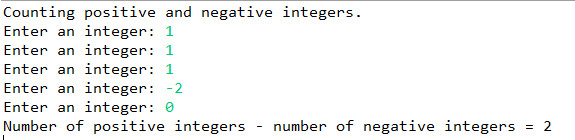 Counting positive and negative integers.
Enter an integer: 1
Enter an integer: 1
Enter an integer: 1
Enter an integer: -2
Enter an integer: 0
Number of positive integers - number of negative integers = 2